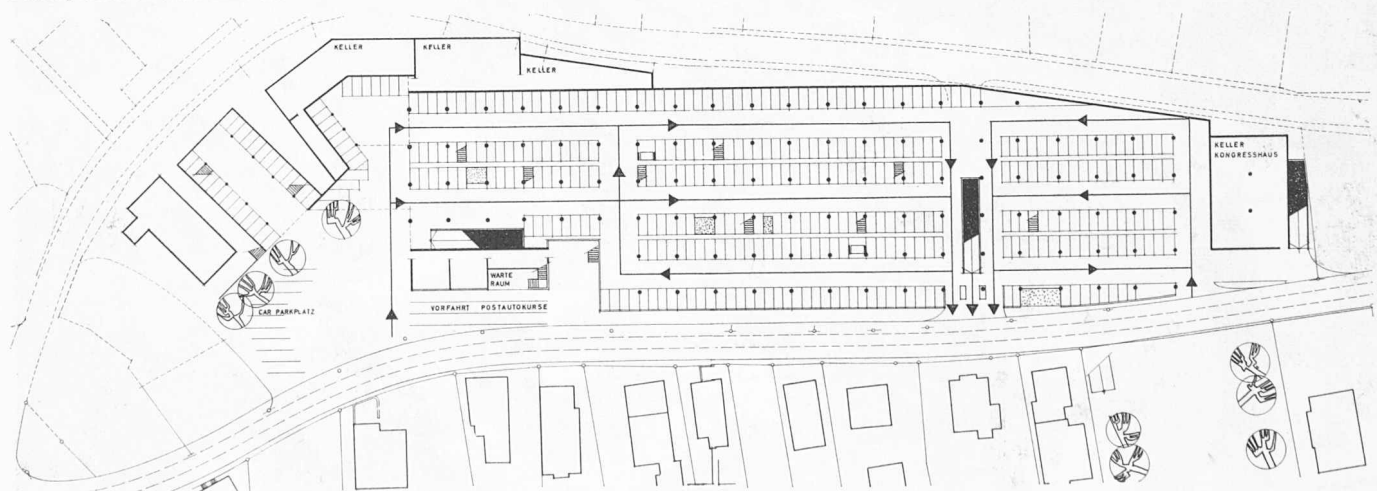 KELLER
KELLER
KELLER
KELLER
KONGRESSHAUS
WARTE
RAUM
VORFAHRT POSTAUTOKURSE
CAR PARKPLATZ